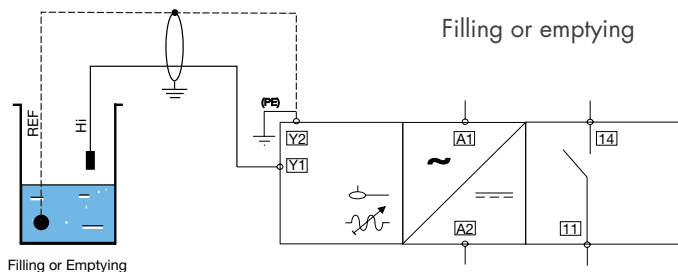 Filling or emptying
REF
Hi
(PE)
Y2
Y1
A1
A2
14
11
Filling or Emptying